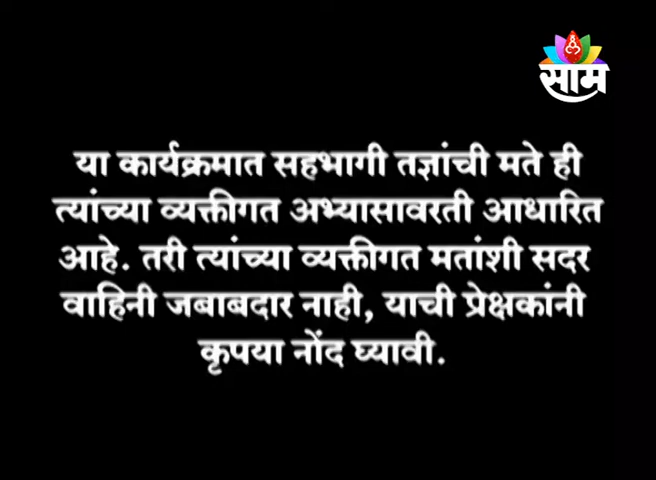 साम
या कार्यक्रमात सहभागी तज्ञांची मते ही
त्यांच्या व्यक्तीगत अभ्यासावरती आधारित
आहे. तरी त्यांच्या व्यक्तीगत मतांशी सदर
वाहिनी जबाबदार नाही, याची प्रेक्षकांनी
कृपया नोंद घ्यावी.